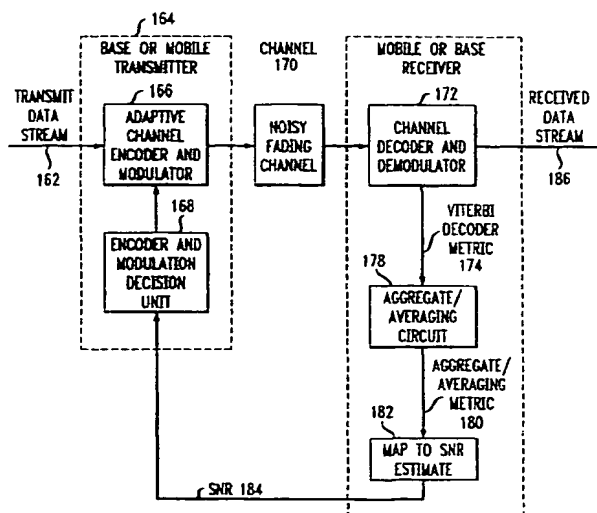 164
BASE OR MOBILE
TRANSMITTER
CHANNEL
170
MOBILE OR BASE
RECEIVER
TRANSMIT
DATA
STREAM
162
166
ADAPTIVE
CHANNEL
ENCODER AND
MODULATOR
NOISY
FADING
CHANNEL
172
CHANNEL
DECODER AND
DEMODULATOR
RECEIVED
DATA
STREAM
186
168
ENCODER AND
MODULATION
DECISION
UNIT
VITERBI
DECODER
METRIC
174
178
AGGREGATE/
AVERAGING
CIRCUIT
AGGREGATE/
AVERAGING
METRIC
180
182
MAP TO SNR
ESTIMATE
SNR 184